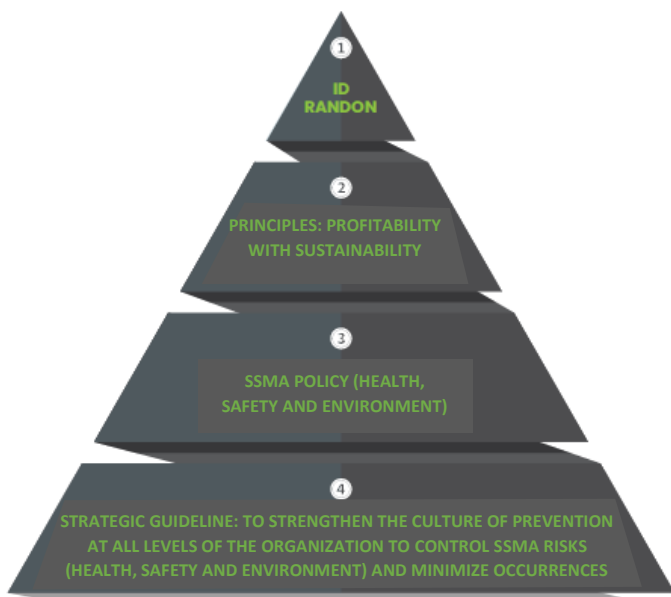 1
ID
RANDON
2
PRINCIPLES: PROFITABILITY
WITH SUSTAINABILITY
3
SSMA POLICY (HEALTH,
SAFETY AND ENVIRONMENT)
4
STRATEGIC GUIDELINE: TO STRENGTHEN THE CULTURE OF PREVENTION
AT ALL LEVELS OF THE ORGANIZATION TO CONTROL SSMA RISKS
(HEALTH, SAFETY AND ENVIRONMENT) AND MINIMIZE OCCURRENCES